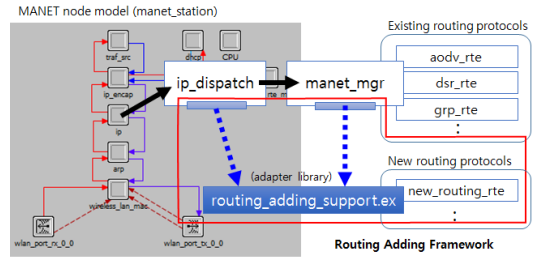 MANET node model (manet_station)
Existing routing protocols
traf_src
dhcp
CPU
ip_encap
ip_dispatch
manet_mgr
rte_m
aodv_rte
dsr_rte
grp_rte
ip
arp
(adapter library)
New routing protocols
wireless_lan_mac
routing_adding_support.ex
new_routing_rte
wlan_port_rx_0_0
wlan_port_tx_0_0
Routing Adding Framework